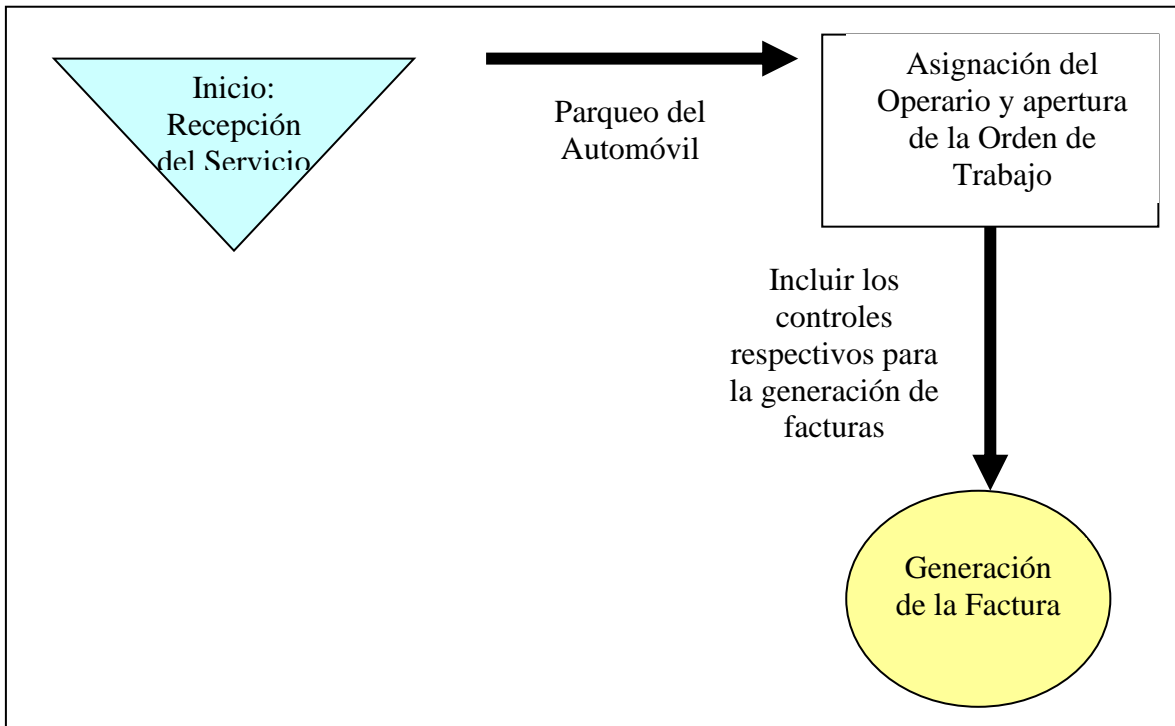 Inicio:
Recepción
del Servicio
Parqueo del
Automóvil
Asignación del
Operario y apertura
de la Orden de
Trabajo
Incluir los
controles
respectivos para
la generación de
facturas
Generación
de la Factura